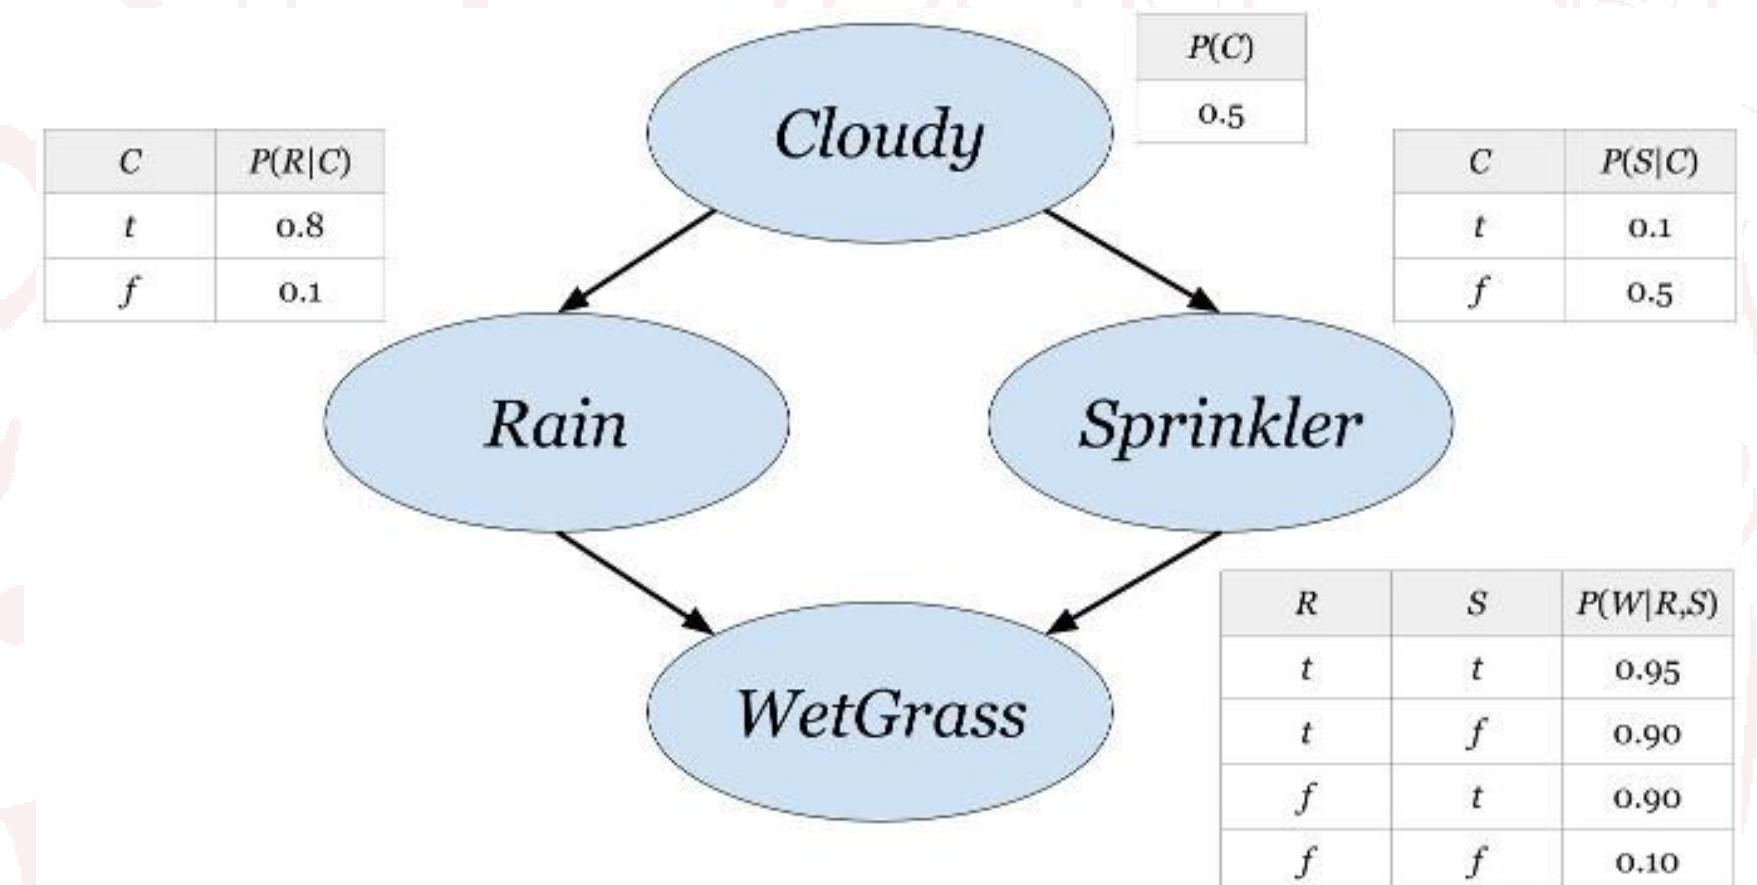 P(C)
0.5
Cloudy
C P(R|C)
t 0.8
f 0.1
C P(S|C)
t 0.1
f 0.5
Rain
Sprinkler
WetGrass
R S P(W|R,S)
t t 0.95
t f 0.90
f t 0.90
f f 0.10